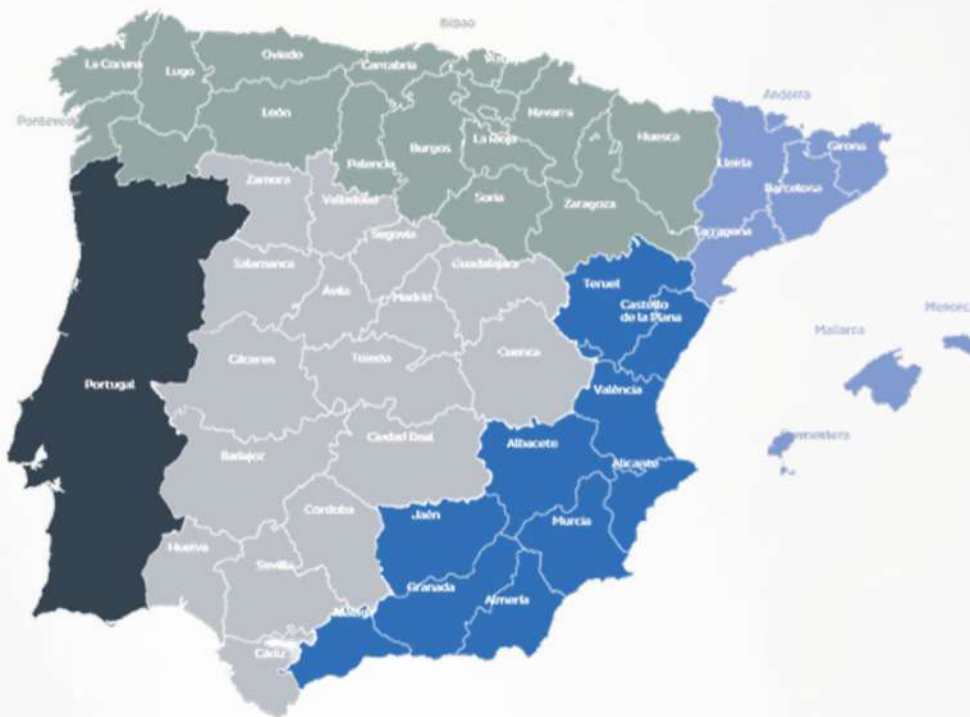 Bilbao
La Coruña
Lugo
Oviedo
Cantabria
Andorra
León
Navarra
Huesca
Girona
Lleida
Palencia
Burgos
La Rioja
Barcelona
Zamora
Valladolid
Soria
Zaragoza
Tarragona
Segovia
Salamanca
Guadalajara
Teruel
Ávila
Madrid
Castello
de la Plana
Mallorca
Cáceres
Toledo
Cuenca
Portugal
València
Formentera
Ciudad Real
Albacete
Badajoz
Alicante
Córdoba
Jaén
Murcia
Huelva
Sevilla
Granada
Almería
Cádiz